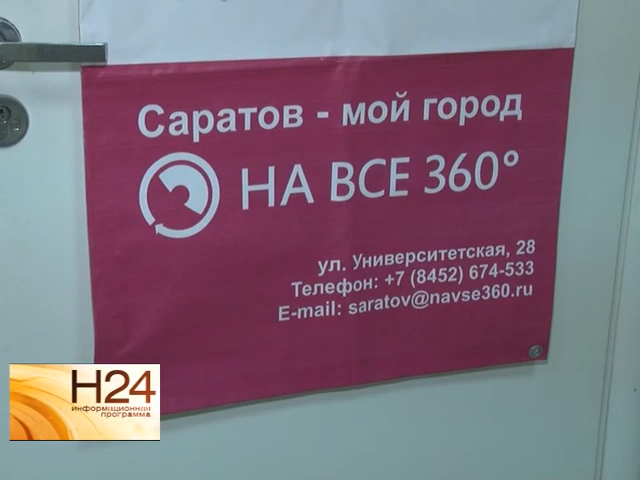 Саратов - мой город
НА ВСЕ 360°
ул. Университетская, 28
Телефон: +7 (8452) 674-533
E-mail: saratov@navse360.ru
Н24
информационная
программа